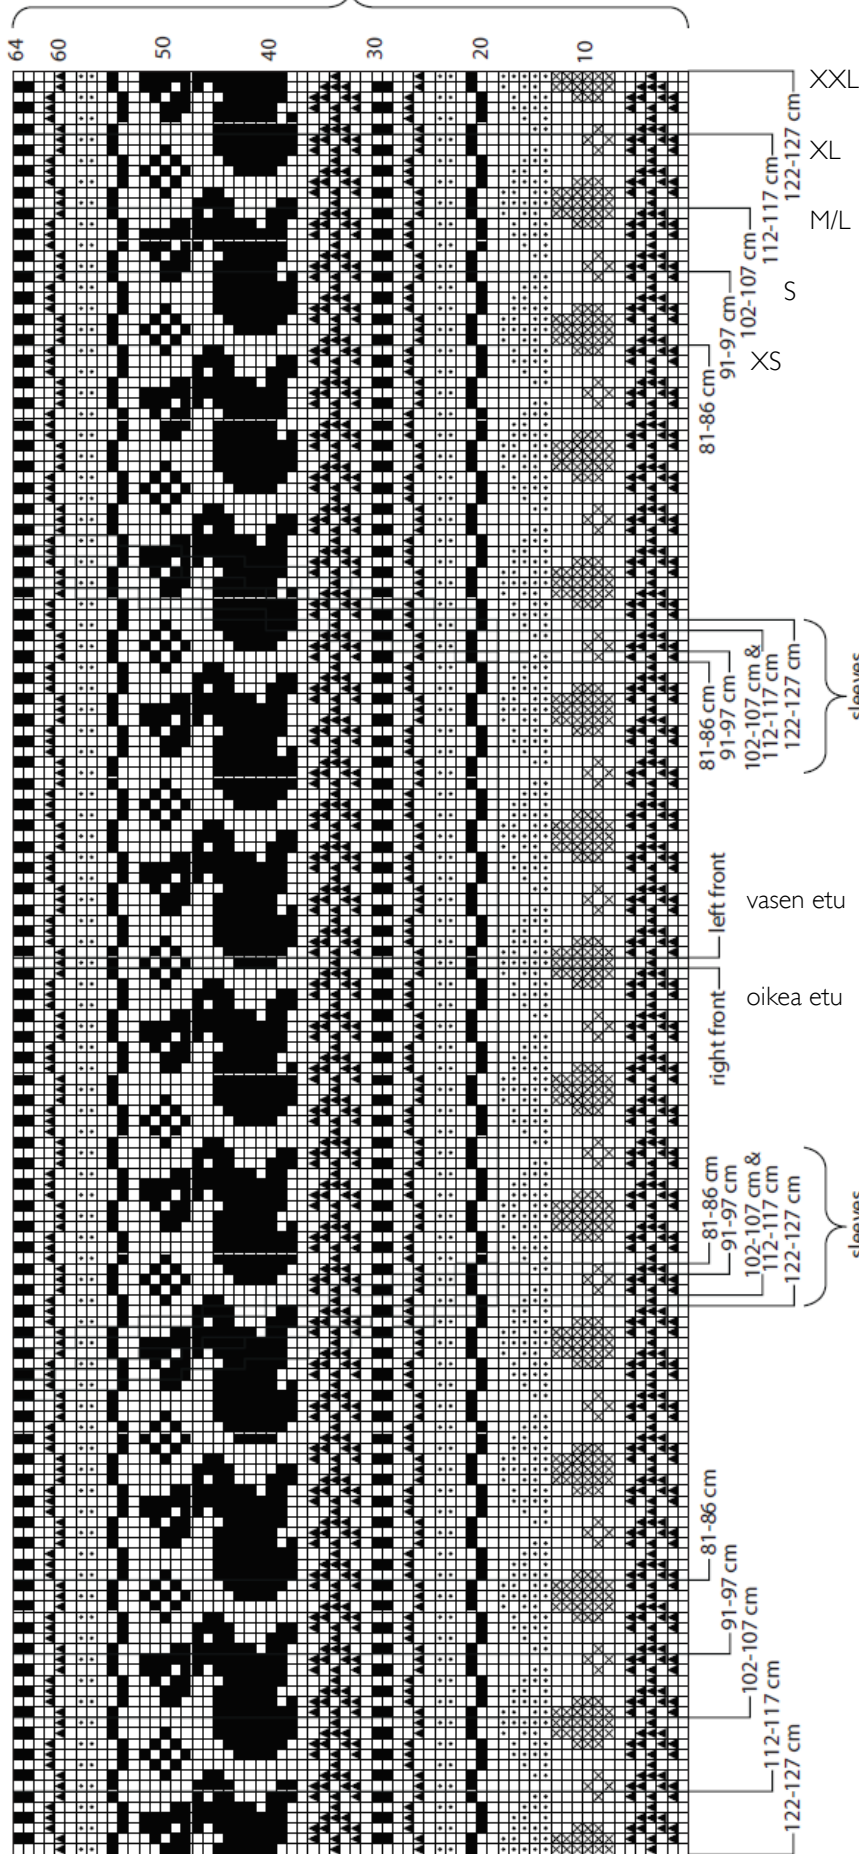 64
60
50
40
30
20
10
XXL
122-127 cm
XL
112-117 cm
M/L
102-107 cm
S
91-97 cm
XS
81-86 cm
81-86 cm
91-97 cm
102-107 cm &
112-117 cm
122-127 cm
sleeves
left front
vasen etu
right front
oikea etu
81-86 cm
91-97 cm
102-107 cm &
112-117 cm
122-127 cm
sleeves
81-86 cm
91-97 cm
102-107 cm
112-117 cm
122-127 cm